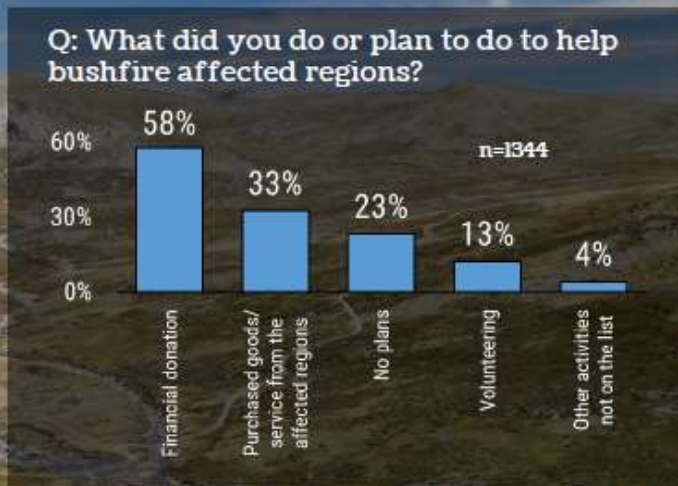 Q: What did you do or plan to do to help
bushfire affected regions?
60%
30%
0%
n=1344
58%
33%
23%
13%
4%
Financial donation
Purchased goods/
service from the
affected regions
No plans
Volunteering
Other activities
not on the list